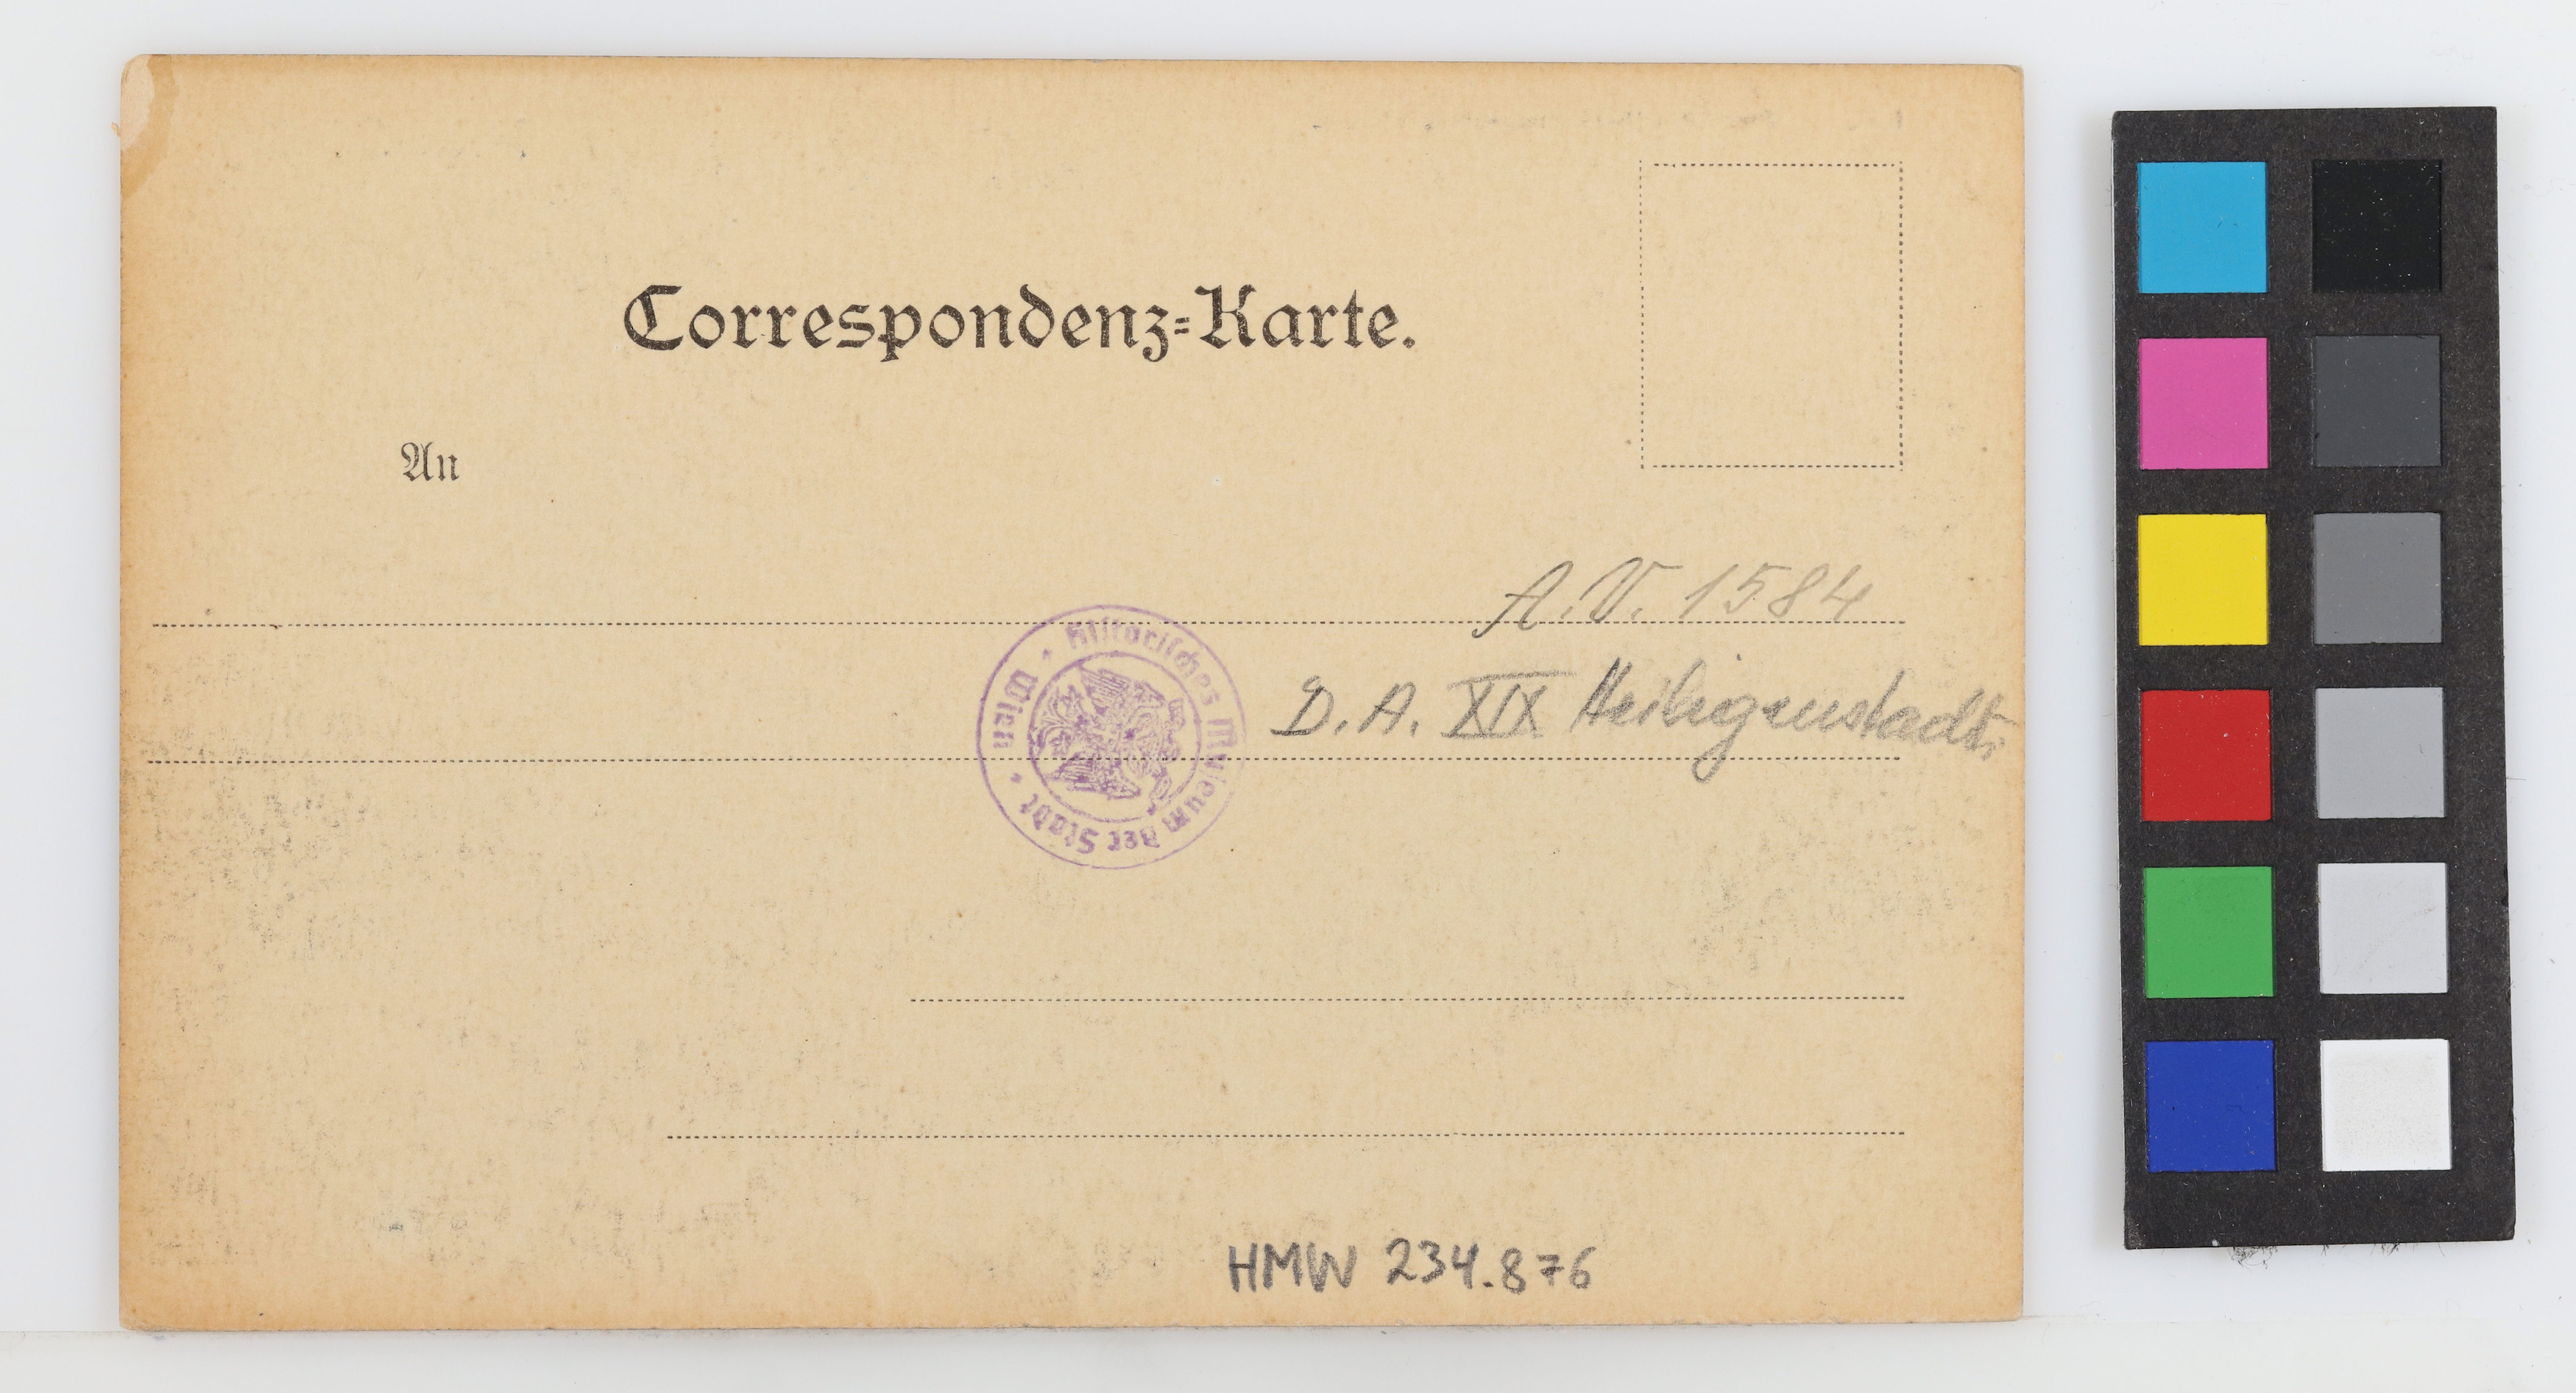 Correspondenz-Karte.
An
A.V. 1584
Historisches Museum der Stadt Wien
D.A. XIX Heiligenstadt
HMW 234.876